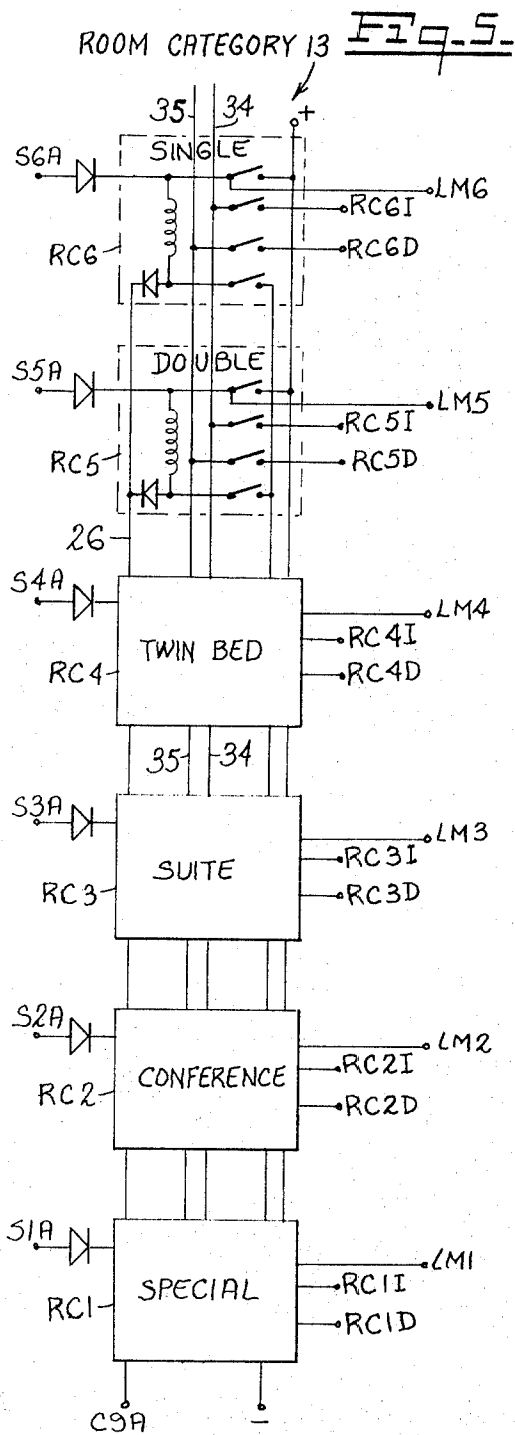 Fig. 5.
ROOM CATEGORY 13
35 34
+
S6A
SINGLE
LM6
RC6I
RC6
RC6D
S5A
DOUBLE
LM5
RC5I
RC5
RC5D
26
S4A
LM4
TWIN BED
RC4I
RC4
RC4D
35 34
S3A
LM3
SUITE
RC3I
RC3
RC3D
S2A
LM2
CONFERENCE
RC2I
RC2
RC2D
S1A
LM1
SPECIAL
RC1I
RC1
RC1D
C9A
-